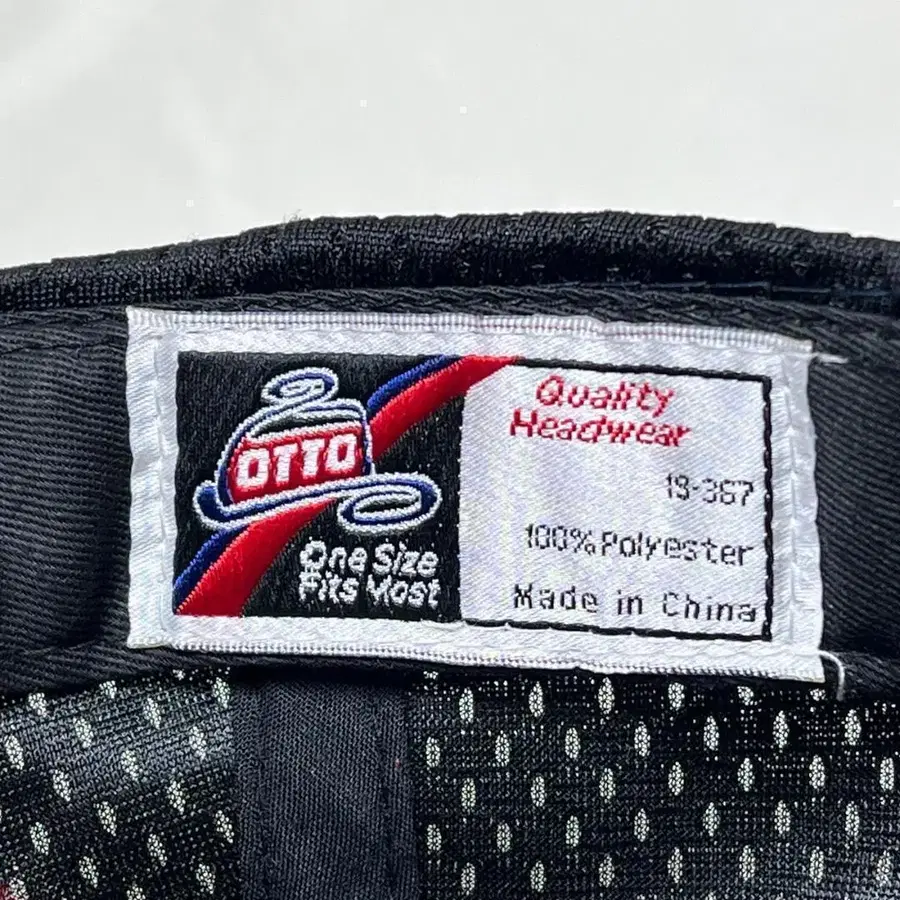 OTTO
One Size
Fits Most
Quality
Headwear
19-367
100% Polyester
Made in China